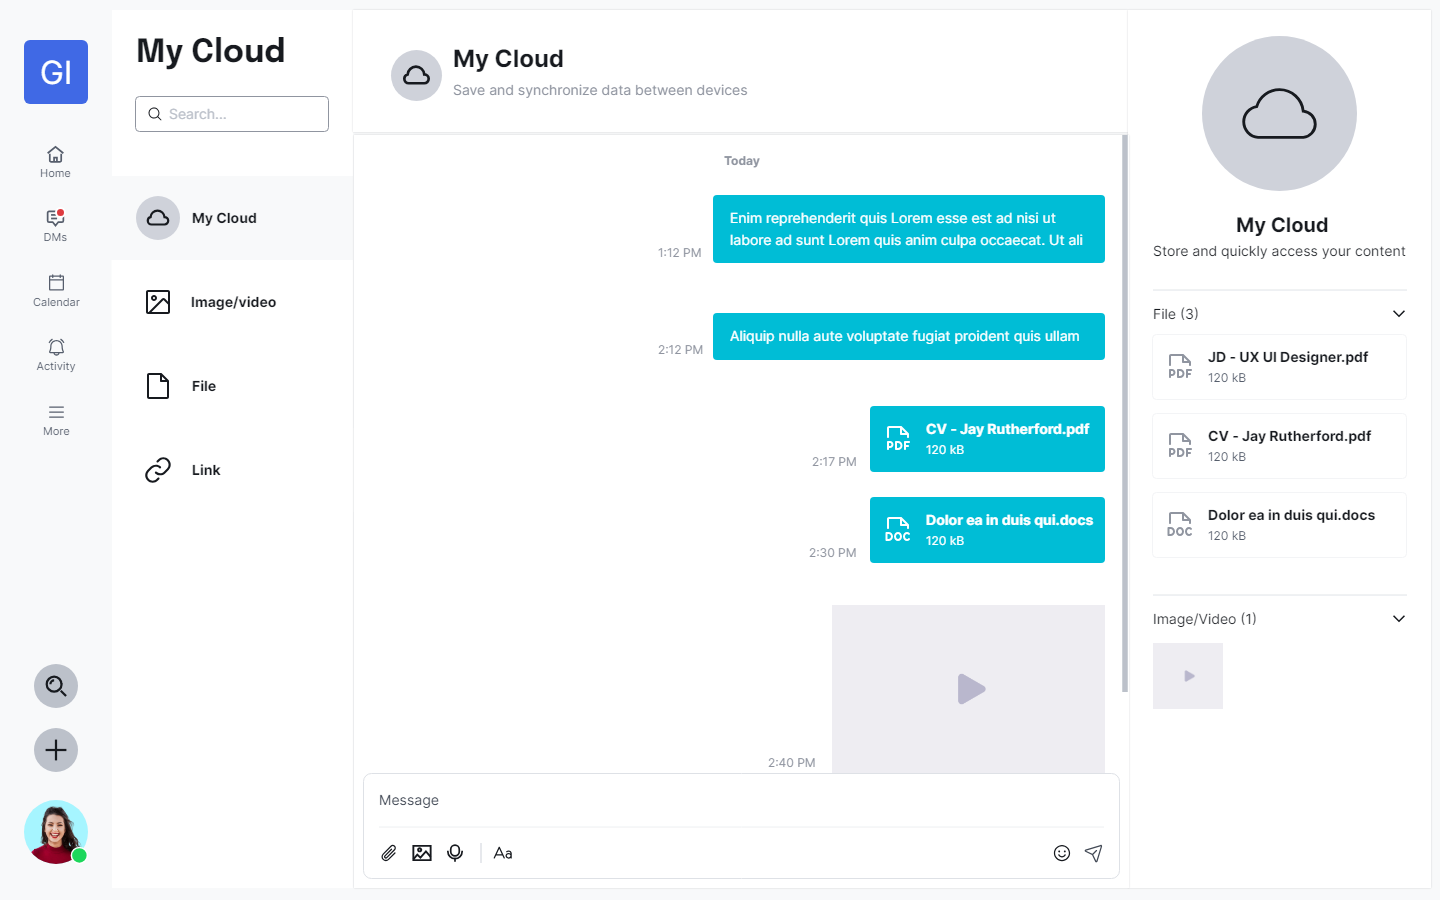 GI
Home
DMs
Calendar
Activity
More
My Cloud
Search...
My Cloud
Image/video
File
Link
My Cloud
Save and synchronize data between devices
Today
Enim reprehenderit quis Lorem esse est ad nisi ut
labore ad sunt Lorem quis anim culpa occaecat. Ut ali
1:12 PM
Aliquip nulla aute voluptate fugiat proident quis ullam
2:12 PM
PDF
CV - Jay Rutherford.pdf
120 kB
2:17 PM
DOC
Dolor ea in duis qui.docs
120 kB
2:30 PM
2:40 PM
Message
Aa
My Cloud
Store and quickly access your content
File (3)
PDF
JD - UX UI Designer.pdf
120 kB
PDF
CV - Jay Rutherford.pdf
120 kB
DOC
Dolor ea in duis qui.docs
120 kB
Image/Video (1)